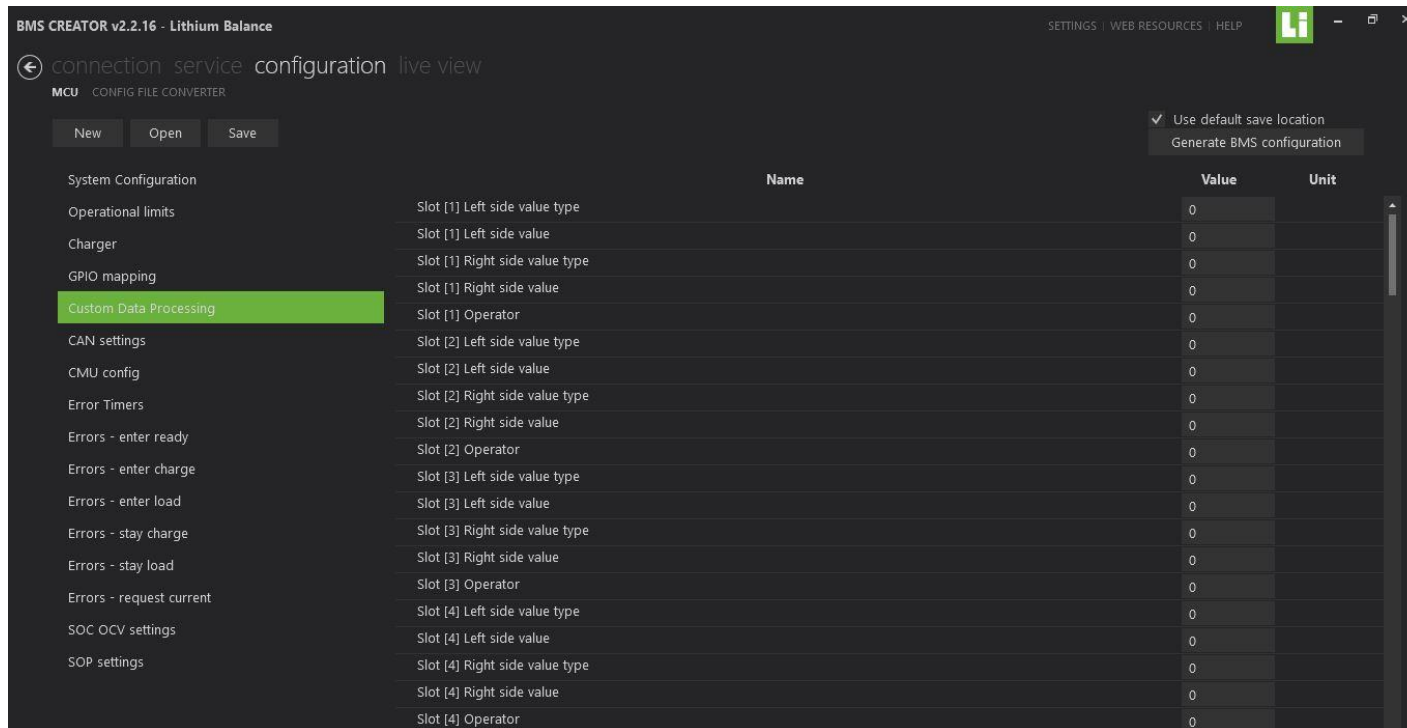 BMS CREATOR v2.2.16 - Lithium Balance
SETTINGS | WEB RESOURCES | HELP
Li
connection service configuration live view
MCU CONFIG FILE CONVERTER
New Open Save
Use default save location
Generate BMS configuration
System Configuration
Operational limits
Charger
GPIO mapping
Custom Data Processing
CAN settings
CMU config
Error Timers
Errors - enter ready
Errors - enter charge
Errors - enter load
Errors - stay charge
Errors - stay load
Errors - request current
SOC OCV settings
SOP settings
Name Value Unit
Slot [1] Left side value type 0
Slot [1] Left side value 0
Slot [1] Right side value type 0
Slot [1] Right side value 0
Slot [1] Operator 0
Slot [2] Left side value type 0
Slot [2] Left side value 0
Slot [2] Right side value type 0
Slot [2] Right side value 0
Slot [2] Operator 0
Slot [3] Left side value type 0
Slot [3] Left side value 0
Slot [3] Right side value type 0
Slot [3] Right side value 0
Slot [3] Operator 0
Slot [4] Left side value type 0
Slot [4] Left side value 0
Slot [4] Right side value type 0
Slot [4] Right side value 0
Slot [4] Operator 0